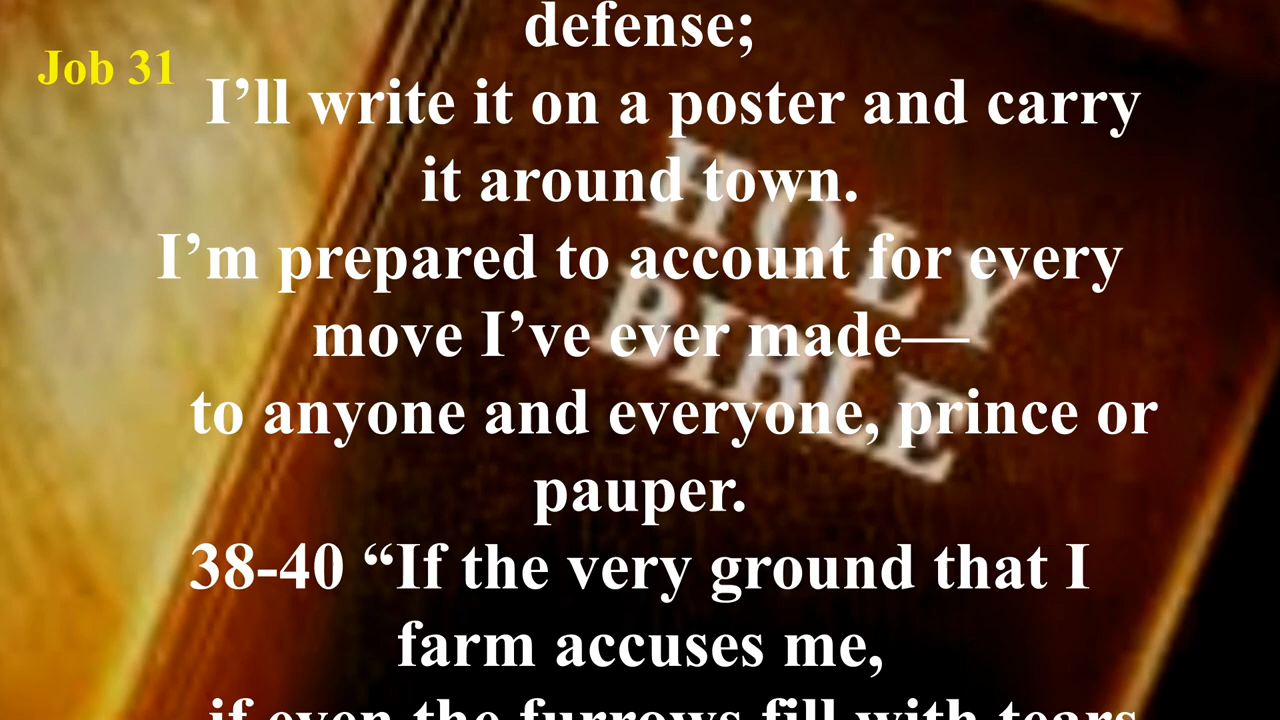 defense;
Job 31
I’ll write it on a poster and carry
it around town.
I’m prepared to account for every
move I’ve ever made—
to anyone and everyone, prince or
pauper.
38-40 “If the very ground that I
farm accuses me,
if even the furrows fill with tears
HOLY
BIBLE